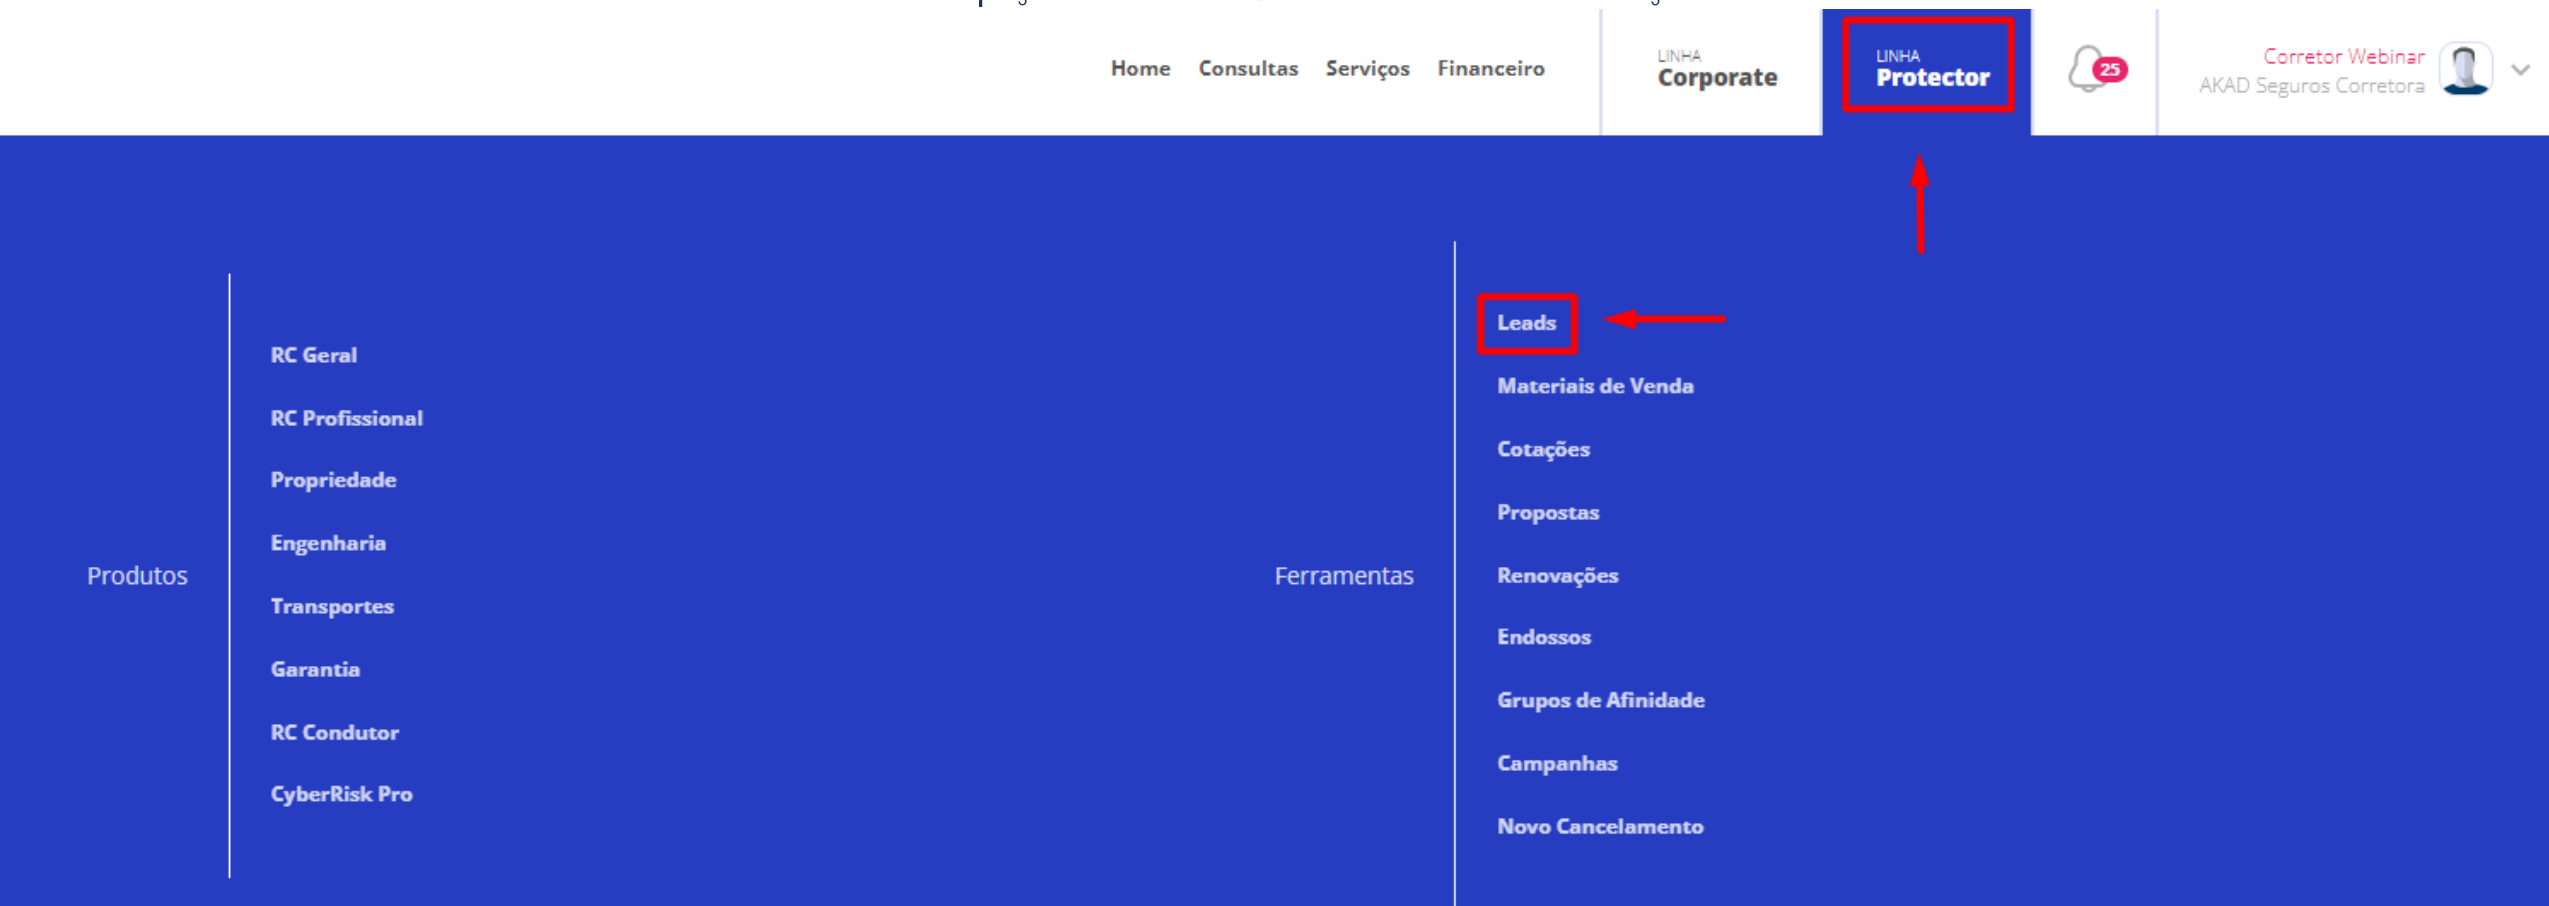 Home Consultas Serviços Financeiro
LINHA
Corporate
LINHA
Protector
25
Corretor Webinar
AKAD Seguros Corretora
Produtos
RC Geral
RC Profissional
Propriedade
Engenharia
Transportes
Garantia
RC Condutor
CyberRisk Pro
Ferramentas
Leads
Materiais de Venda
Cotações
Propostas
Renovações
Endossos
Grupos de Afinidade
Campanhas
Novo Cancelamento